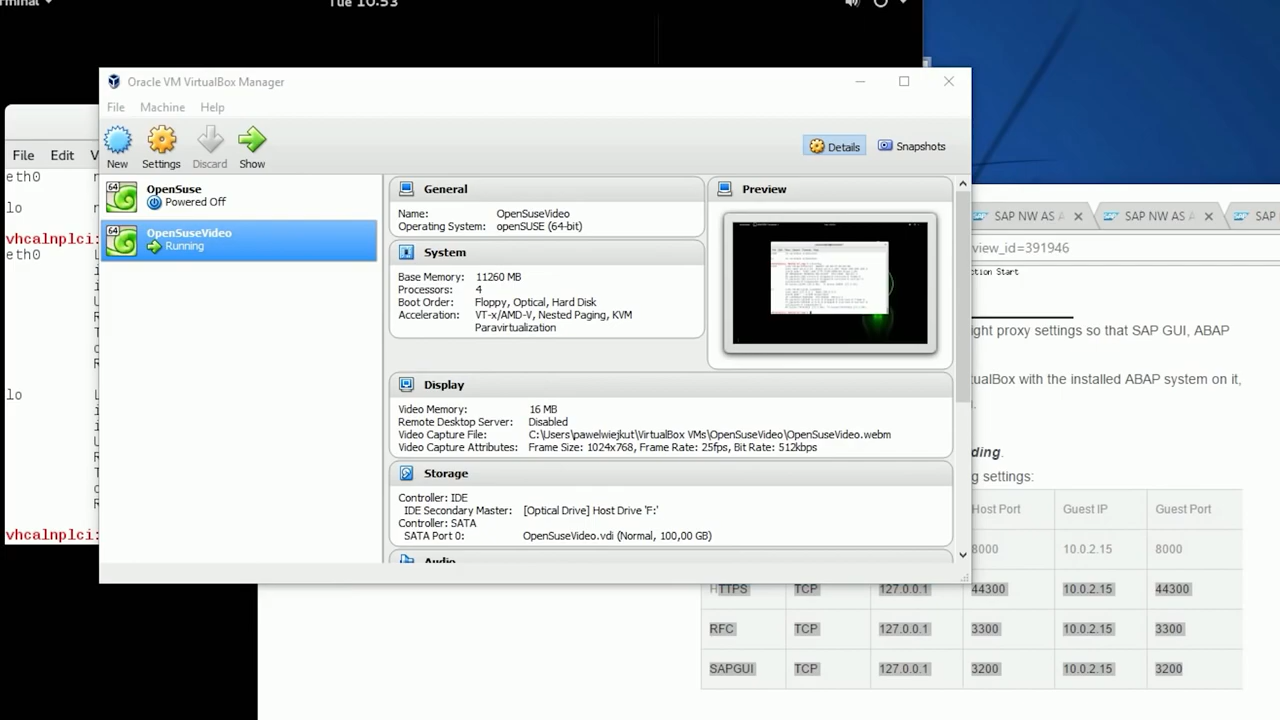 rminal
Tue 10:53
Oracle VM VirtualBox Manager
File Machine Help
New Settings Discard Show
Details Snapshots
OpenSuse
Powered Off
OpenSuseVideo
Running
General
Name: OpenSuseVideo
Operating System: openSUSE (64-bit)
System
Base Memory: 11260 MB
Processors: 4
Boot Order: Floppy, Optical, Hard Disk
Acceleration: VT-x/AMD-V, Nested Paging, KVM
Paravirtualization
Preview
Display
Video Memory: 16 MB
Remote Desktop Server: Disabled
Video Capture File: C:\Users\pawelwiejkut\VirtualBox VMs\OpenSuseVideo\OpenSuseVideo.webm
Video Capture Attributes: Frame Size: 1024x768, Frame Rate: 25fps, Bit Rate: 512kbps
Storage
Controller: IDE
IDE Secondary Master: [Optical Drive] Host Drive 'F:'
Controller: SATA
SATA Port 0: OpenSuseVideo.vdi (Normal, 100,00 GB)
Audio
File Edit V
eth0
lo
vhcalnplci:
eth0
lo
vhcalnplci:
SAP NW AS A SAP NW AS A SAP
view_id=391946
ction Start
ght proxy settings so that SAP GUI, ABAP
tualBox with the installed ABAP system on it,
ding.
g settings:
Host Port Guest IP Guest Port
8000 10.0.2.15 8000
HTTPS TCP 127.0.0.1 44300 10.0.2.15 44300
RFC TCP 127.0.0.1 3300 10.0.2.15 3300
SAPGUI TCP 127.0.0.1 3200 10.0.2.15 3200